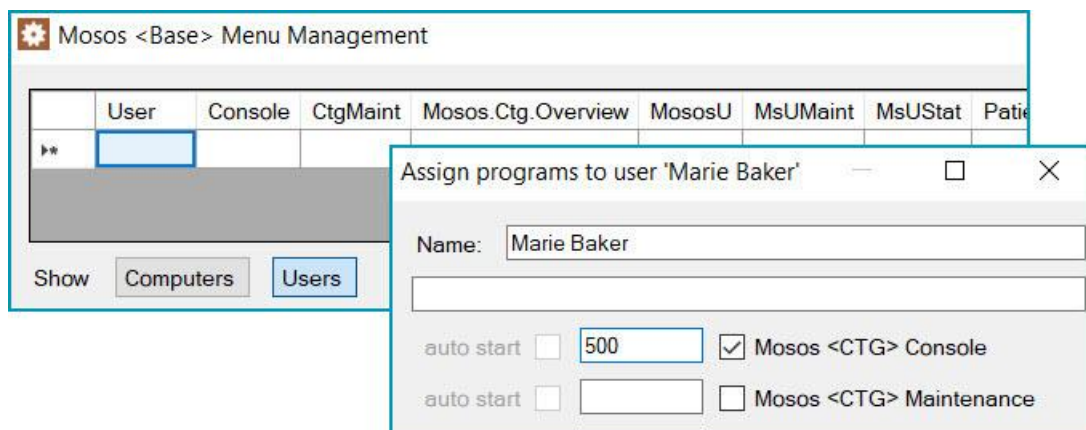 Mosos <Base> Menu Management
User Console CtgMaint Mosos.Ctg.Overview MososU MsUMaint MsUStat Patie
Assign programs to user 'Marie Baker'
Name: Marie Baker
Show Computers Users
auto start 500 Mosos <CTG> Console
auto start Mosos <CTG> Maintenance